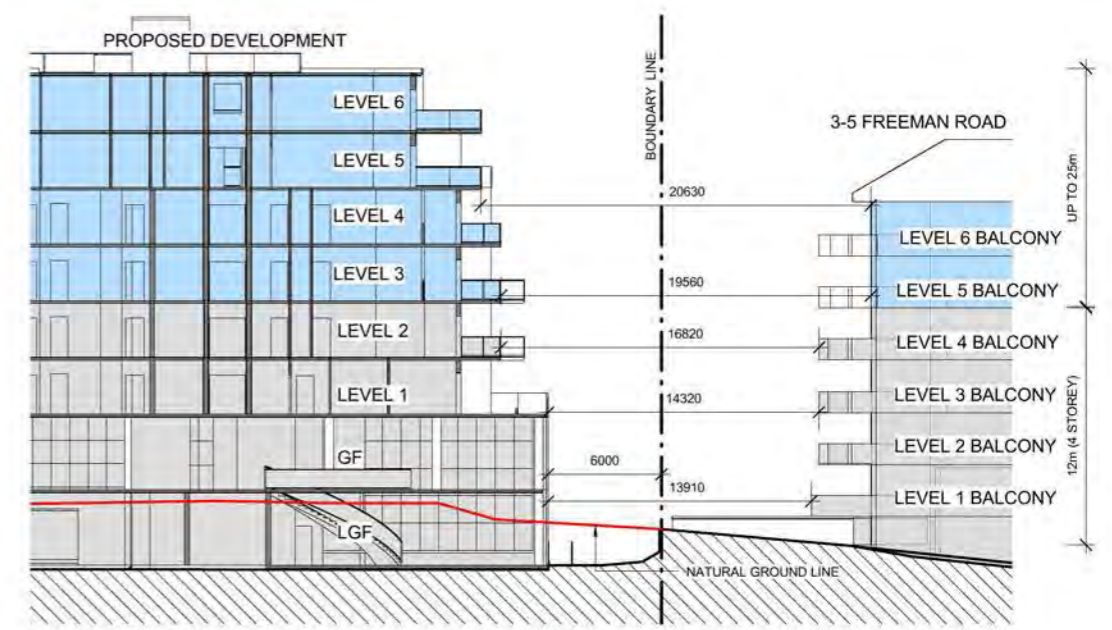 PROPOSED DEVELOPMENT
BOUNDARY LINE
LEVEL 6
3-5 FREEMAN ROAD
LEVEL 5
UP TO 25m
20630
LEVEL 4
LEVEL 6 BALCONY
LEVEL 3
19560
LEVEL 5 BALCONY
LEVEL 2
16820
LEVEL 4 BALCONY
LEVEL 1
14320
LEVEL 3 BALCONY
12m (4 STOREY)
GF
6000
LEVEL 2 BALCONY
13910
LEVEL 1 BALCONY
LGF
NATURAL GROUND LINE